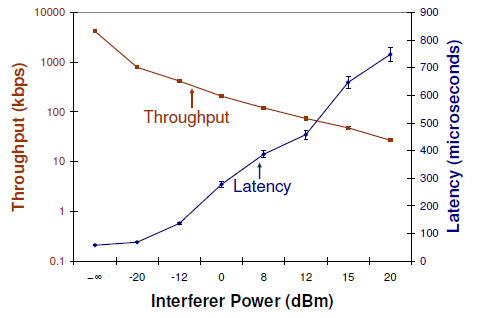 10000
1000
100
10
1
0.1
Throughput (kbps)
900
800
700
600
500
400
300
200
100
0
Latency (microseconds)
Throughput
Latency
-∞ -20 -12 0 8 12 15 20
Interferer Power (dBm)